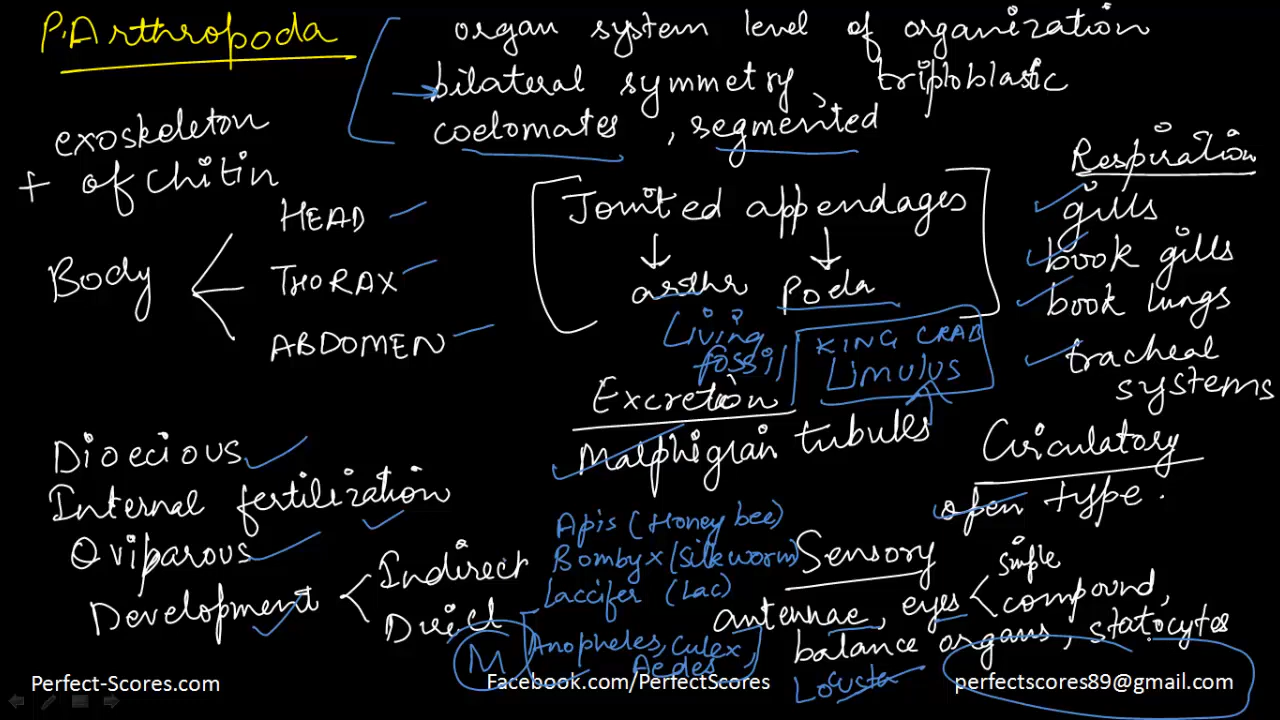 P.Arthropoda
organ system level of organization
bilateral symmetry triploblastic
coelomates, segmented
exoskeleton
+ of chitin
Body
HEAD
THORAX
ABDOMEN
Jointed appendages
arthr Poda
Living
fossil
KING CRAB
LIMULUS
Respiration
gills
book gills
book lungs
tracheal
systems
Excretion
Malphigian tubules
Circulatory
open type.
Dioecious
Internal fertilization
Oviparous
Development
Indirect
Direct
Apis (Honey bee)
Bombyx (Silkworm)
Laccifer (Lac)
M
Anopheles, Culex,
Aedes
Sensory
antennae, eyes
simple
compound,
balance organs, statocytes
Locusta
Perfect-Scores.com
Facebook.com/PerfectScores
perfectscores89@gmail.com